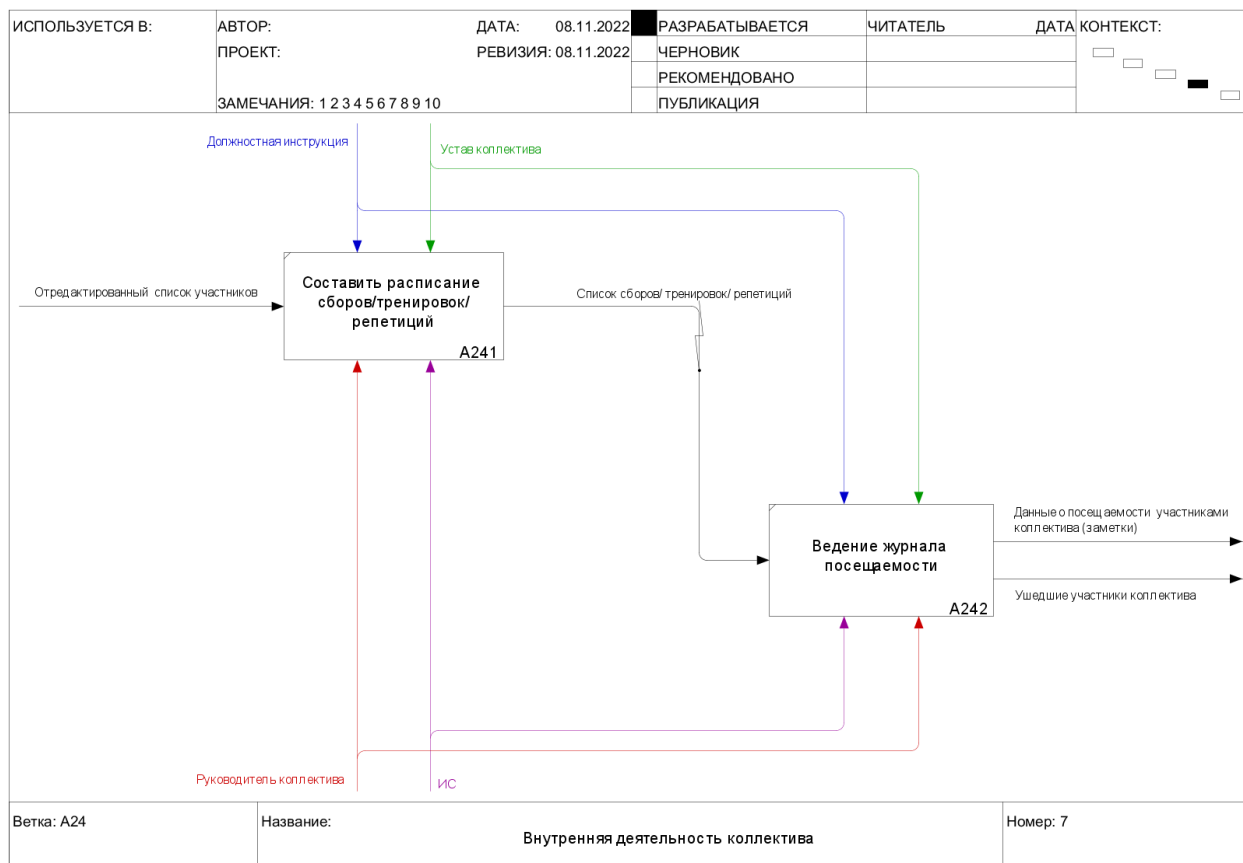 ИСПОЛЬЗУЕТСЯ В:
АВТОР:
ДАТА: 08.11.2022
РАЗРАБАТЫВАЕТСЯ
ЧИТАТЕЛЬ
ДАТА
КОНТЕКСТ:
ПРОЕКТ:
РЕВИЗИЯ: 08.11.2022
ЧЕРНОВИК
РЕКОМЕНДОВАНО
ЗАМЕЧАНИЯ: 1 2 3 4 5 6 7 8 9 10
ПУБЛИКАЦИЯ
Должностная инструкция
Устав коллектива
Отредактированный список участников
Составить расписание
сборов/тренировок/
репетиций
A241
Список сборов/ тренировок/ репетиций
Ведение журнала
посещаемости
A242
Данные о посещаемости участниками
коллектива (заметки)
Ушедшие участники коллектива
Руководитель коллектива
ИС
Ветка: A24
Название:
Внутренняя деятельность коллектива
Номер: 7